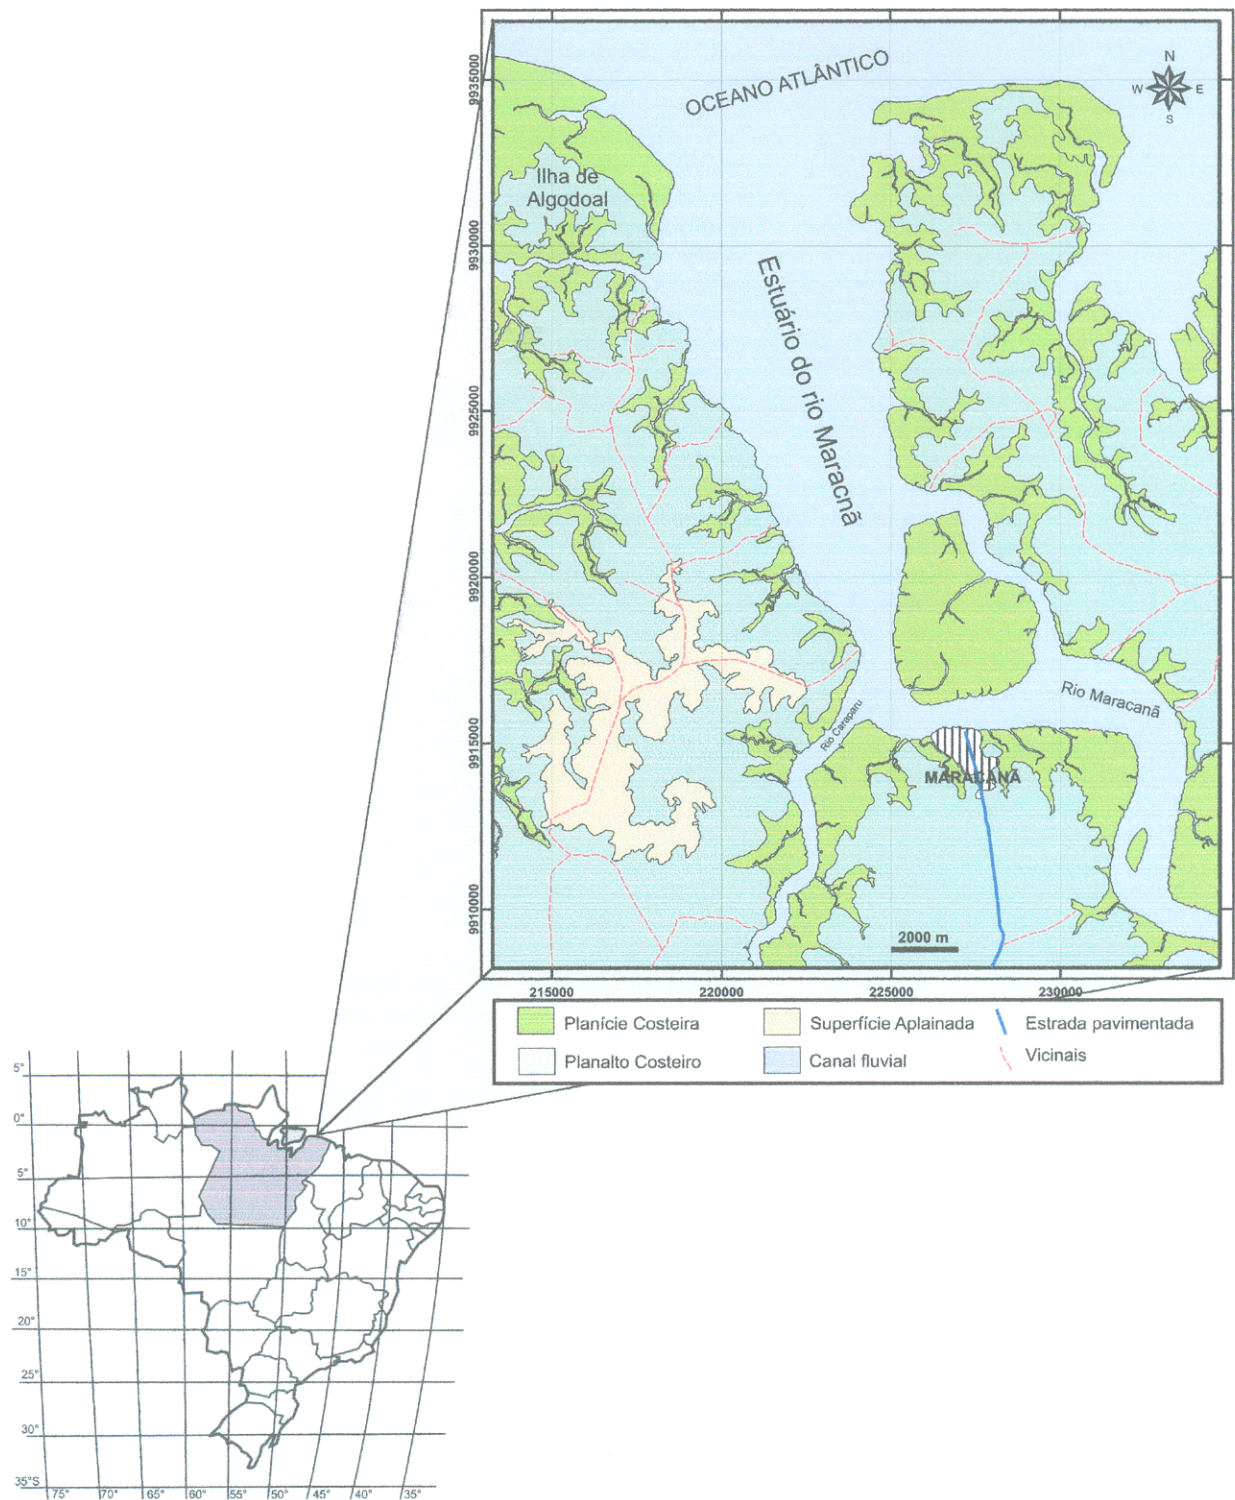 OCEANO ATLÂNTICO
N
W
E
S
Ilha de
Algodoal
Estuário do rio Maracnã
Rio Maracanã
Rio Caraparu
MARACANÃ
2000 m
9935000
9930000
9925000
9920000
9915000
9910000
215000
220000
225000
230000
Planície Costeira
Superfície Aplainada
Estrada pavimentada
Planalto Costeiro
Canal fluvial
Vicinais
5°
0°
5°
10°
15°
20°
25°
30°
35°S
75°
70°
65°
60°
55°
50°
45°
40°
35°